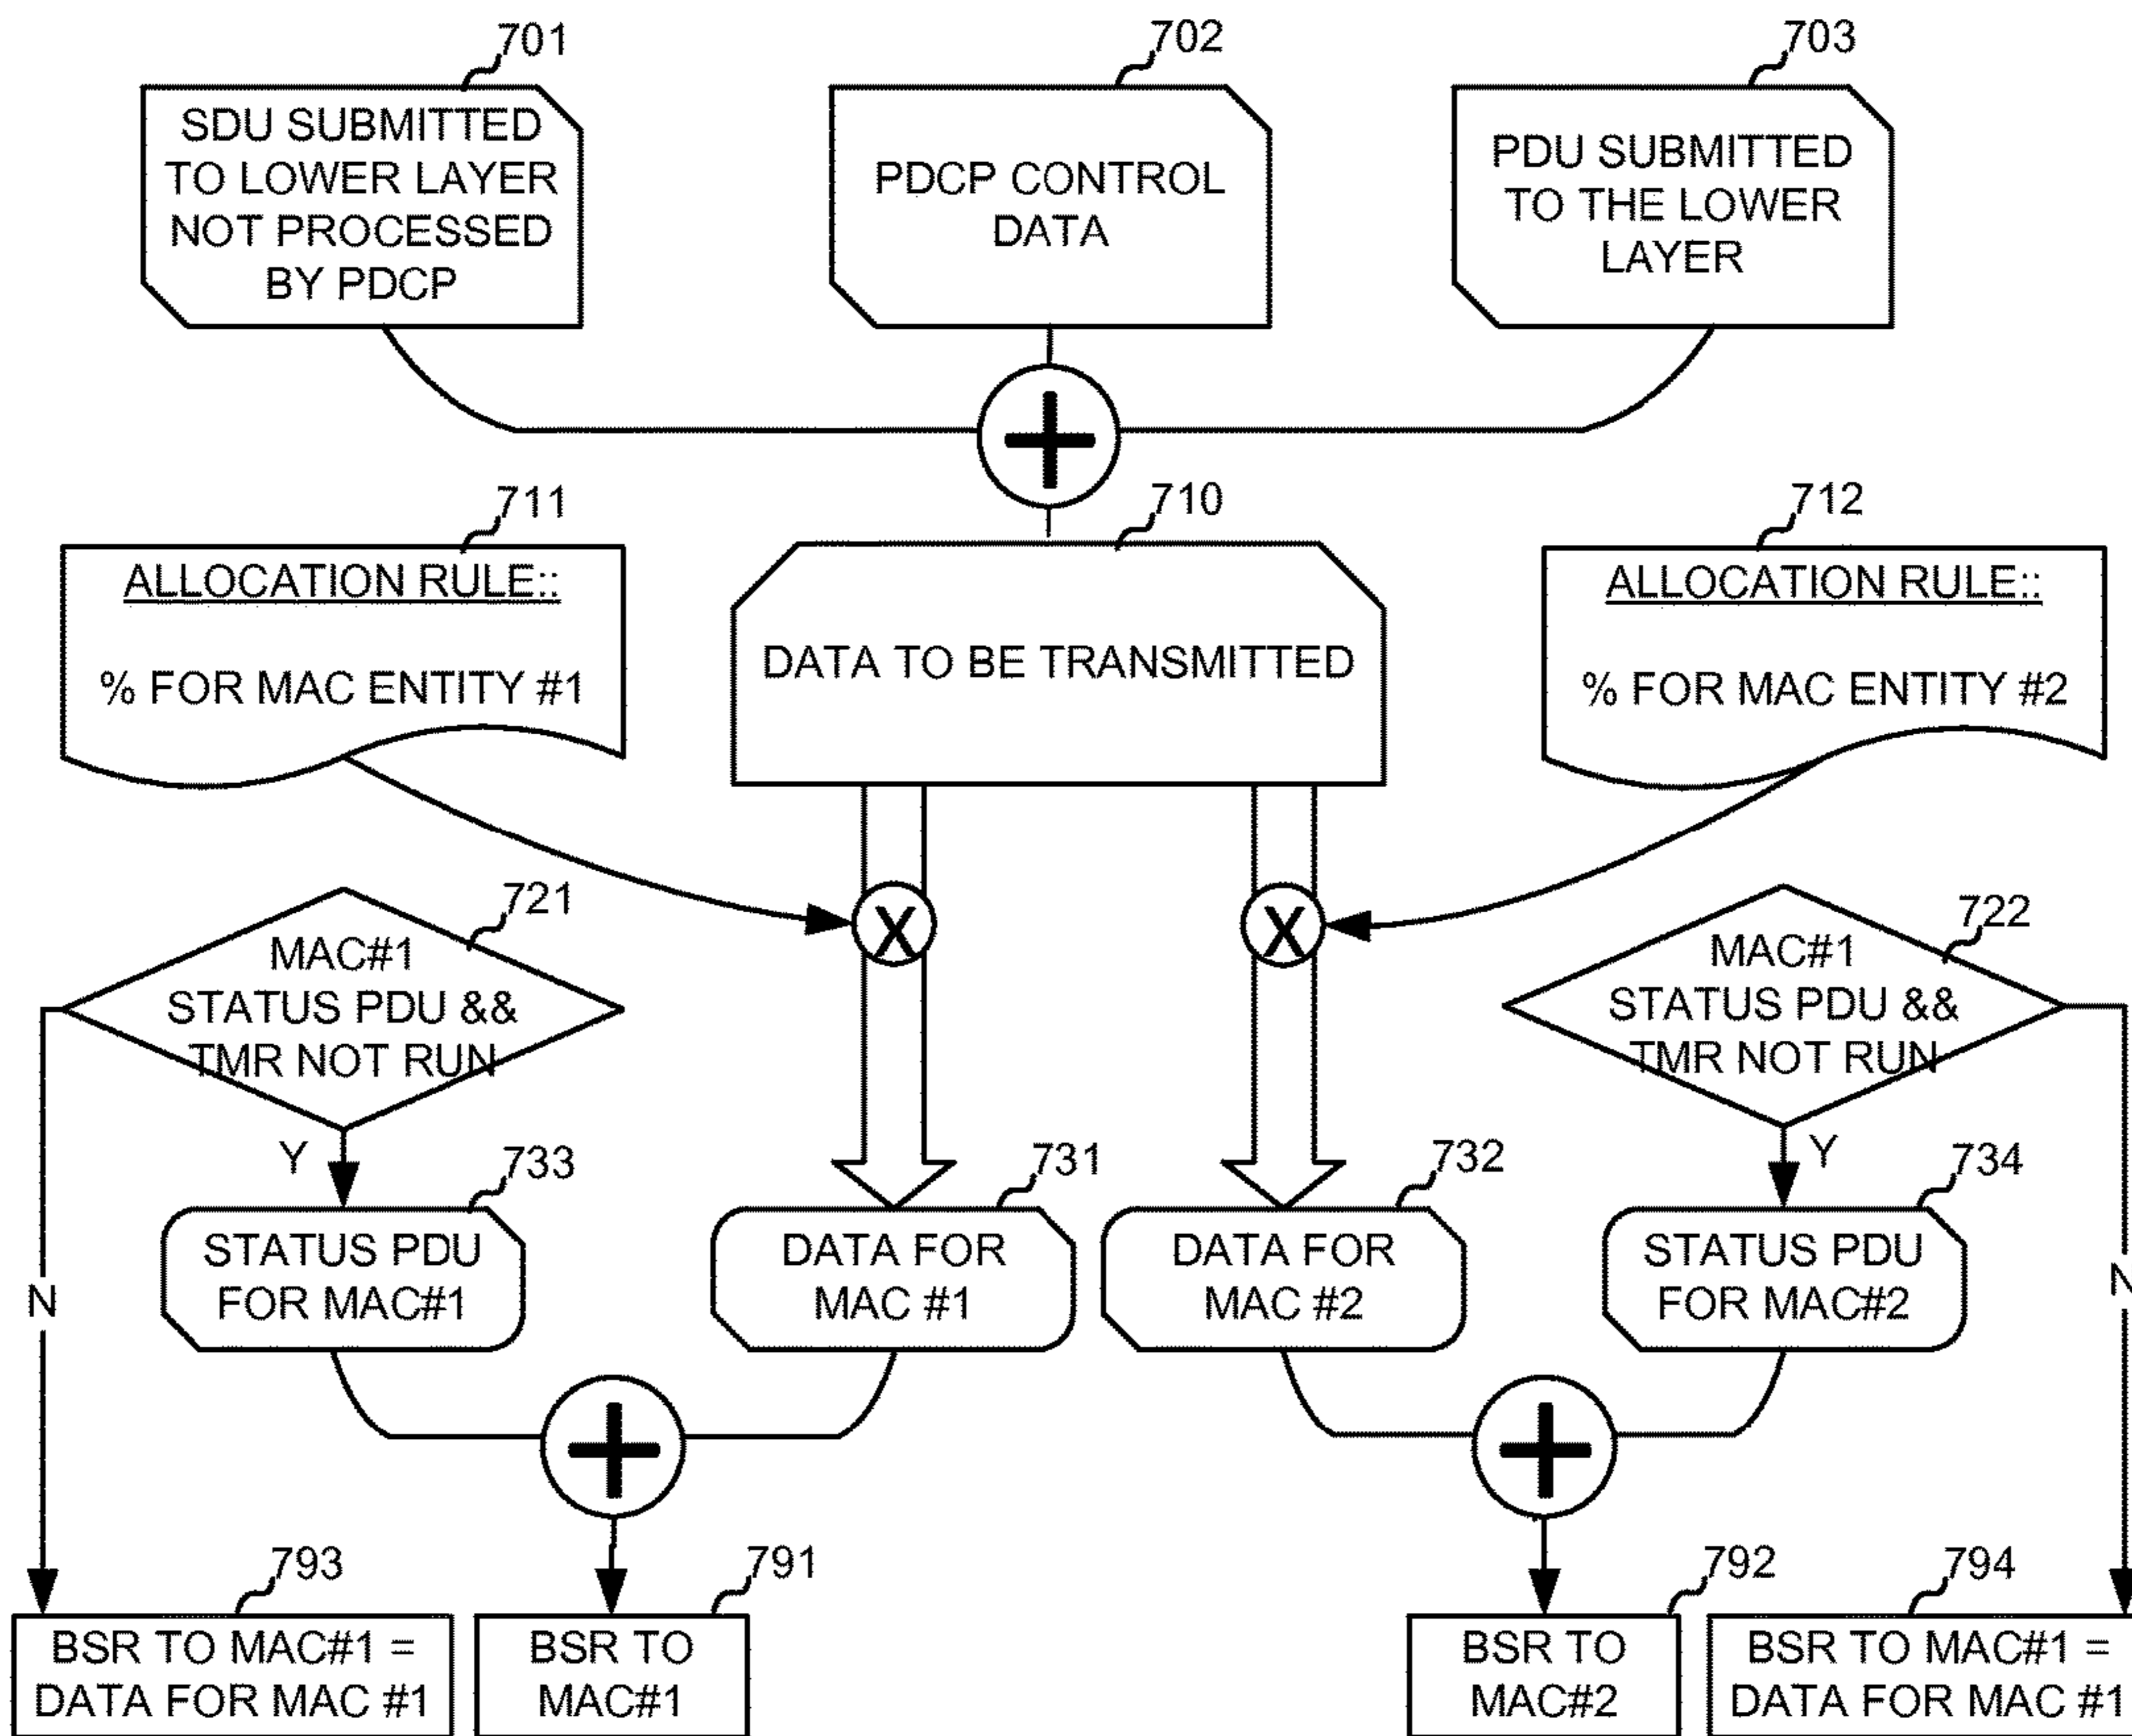 701
702
703
SDU SUBMITTED
TO LOWER LAYER
NOT PROCESSED
BY PDCP
PDCP CONTROL
DATA
PDU SUBMITTED
TO THE LOWER
LAYER
711
710
712
ALLOCATION RULE::
% FOR MAC ENTITY #1
DATA TO BE TRANSMITTED
ALLOCATION RULE::
% FOR MAC ENTITY #2
721
MAC#1
STATUS PDU &&
TMR NOT RUN
X
X
722
MAC#1
STATUS PDU &&
TMR NOT RUN
Y
733
731
732
Y
734
N
STATUS PDU
FOR MAC#1
DATA FOR
MAC #1
DATA FOR
MAC #2
STATUS PDU
FOR MAC#2
N
793
791
792
794
BSR TO MAC#1 =
DATA FOR MAC #1
BSR TO
MAC#1
BSR TO
MAC#2
BSR TO MAC#1 =
DATA FOR MAC #1